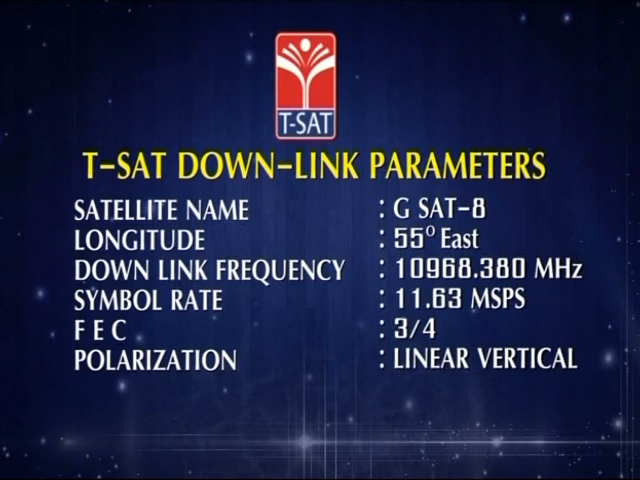 T-SAT
T-SAT DOWN-LINK PARAMETERS
SATELLITE NAME : G SAT-8
LONGITUDE : 55° East
DOWN LINK FREQUENCY : 10968.380 MHz
SYMBOL RATE : 11.63 MSPS
F E C : 3/4
POLARIZATION : LINEAR VERTICAL